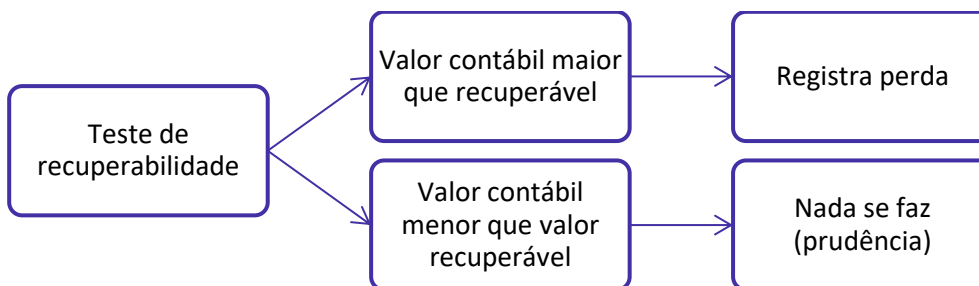 Teste de
recuperabilidade
Valor contábil maior
que recuperável
Registra perda
Valor contábil
menor que valor
recuperável
Nada se faz
(prudência)